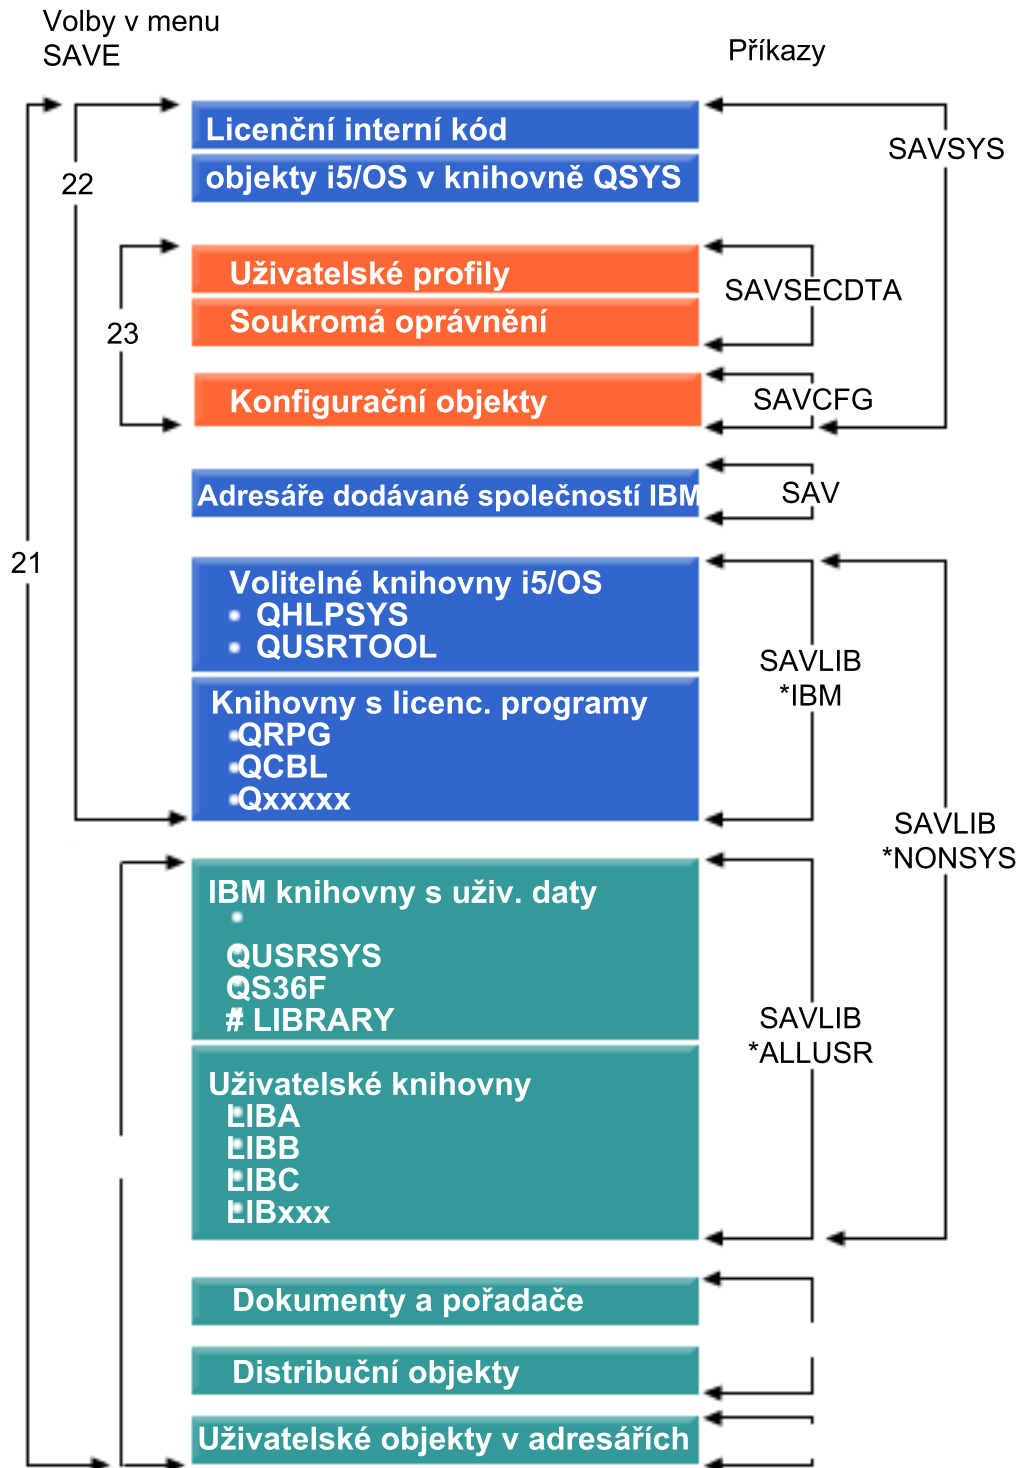 Volby v menu
SAVE
Příkazy
Licenční interní kód
SAVSYS
22
objekty i5/OS v knihovně QSYS
Uživatelské profily
SAVSECDTA
Soukromá oprávnění
23
Konfigurační objekty
SAVCFG
Adresáře dodávané společností IBM
SAV
21
Volitelné knihovny i5/OS
• QHLPSYS
• QUSRTOOL
SAVLIB
*IBM
Knihovny s licenc. programy
•QRPG
•QCBL
•Qxxxxx
SAVLIB
*NONSYS
IBM knihovny s uživ. daty
•
QUSRSYS
QS36F
# LIBRARY
SAVLIB
*ALLUSR
Uživatelské knihovny
LIBA
LIBB
LIBC
LIBxxx
Dokumenty a pořadače
Distribuční objekty
Uživatelské objekty v adresářích